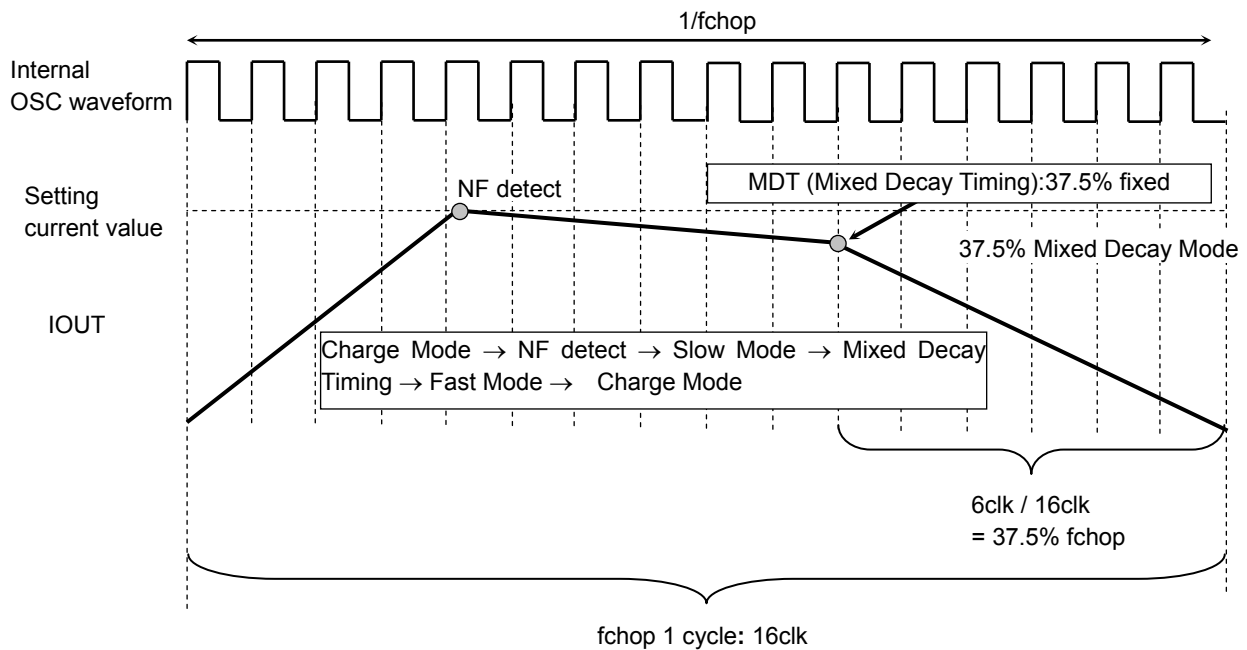 1/fchop
Internal
OSC waveform
Setting
current value
NF detect
MDT (Mixed Decay Timing):37.5% fixed
37.5% Mixed Decay Mode
IOUT
Charge Mode → NF detect → Slow Mode → Mixed Decay
Timing → Fast Mode → Charge Mode
6clk / 16clk
= 37.5% fchop
fchop 1 cycle: 16clk